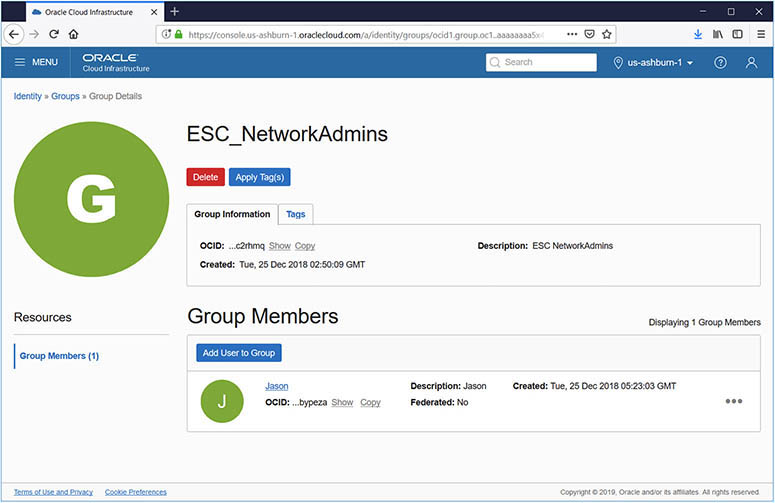 Oracle Cloud Infrastructure
https://console.us-ashburn-1.oraclecloud.com/a/identity/groups/ocid1.group.oc1..aaaaaaaa5x
MENU
ORACLE
Cloud Infrastructure
Search
us-ashburn-1
Identity » Groups » Group Details
G
ESC_NetworkAdmins
Delete Apply Tag(s)
Group Information Tags
OCID: ...c2rhmq Show Copy Description: ESC NetworkAdmins
Created: Tue, 25 Dec 2018 02:50:09 GMT
Resources
Group Members (1)
Group Members
Displaying 1 Group Members
Add User to Group
J
Jason Description: Jason Created: Tue, 25 Dec 2018 05:23:03 GMT
OCID: ...bypeza Show Copy Federated: No
Terms of Use and Privacy Cookie Preferences Copyright © 2019, Oracle and/or its affiliates. All rights reserved.